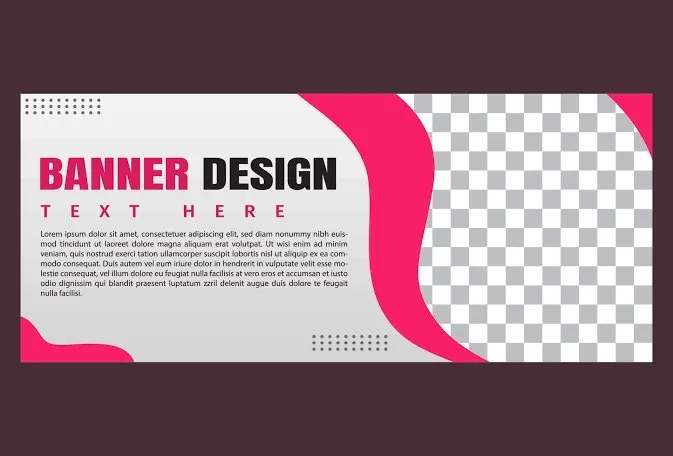 BANNER DESIGN
TEXT HERE
Lorem ipsum dolor sit amet, consectetuer adipiscing elit, sed diam nonummy nibh euis-
mod tincidunt ut laoreet dolore magna aliquam erat volutpat. Ut wisi enim ad minim
veniam, quis nostrud exerci tation ullamcorper suscipit lobortis nisl ut aliquip ex ea com-
modo consequat. Duis autem vel eum iriure dolor in hendrerit in vulputate velit esse mo-
lestie consequat, vel illum dolore eu feugiat nulla facilisis at vero eros et accumsan et iusto
odio dignissim qui blandit praesent luptatum zzril delenit augue duis dolore te feugait
nulla facilisi.